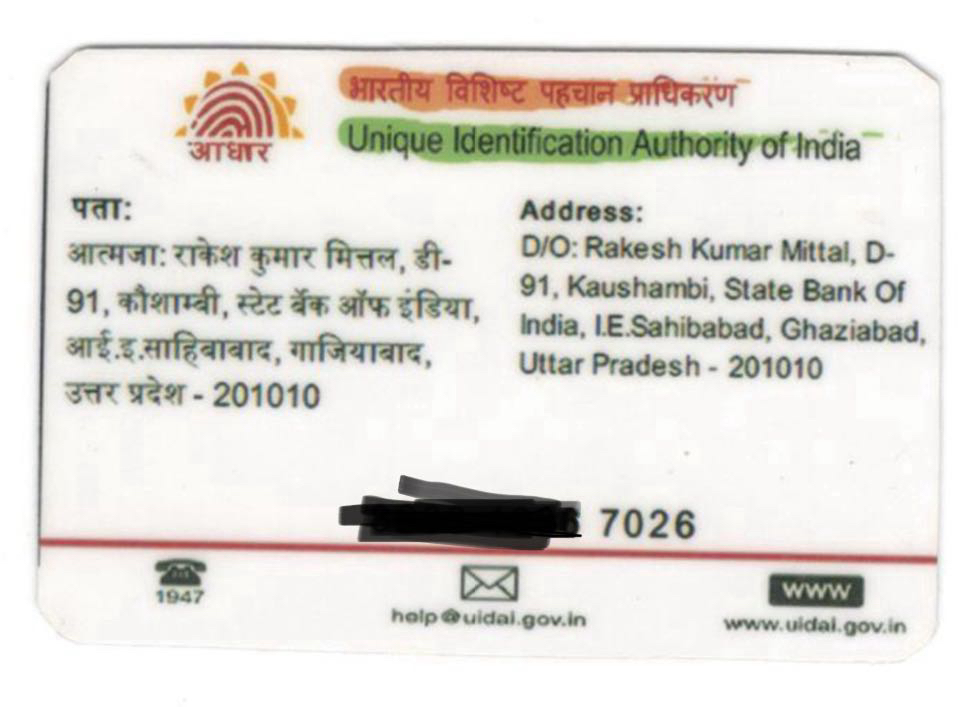 आधार
भारतीय विशिष्ट पहचान प्राधिकरण
Unique Identification Authority of India
पता:
आत्मजा: राकेश कुमार मित्तल, डी-
91, कौशाम्बी, स्टेट बैंक ऑफ इंडिया,
आई.इ.साहिबाबाद, गाजियाबाद,
उत्तर प्रदेश - 201010
Address:
D/O: Rakesh Kumar Mittal, D-
91, Kaushambi, State Bank Of
India, I.E.Sahibabad, Ghaziabad,
Uttar Pradesh - 201010
7026
1947
help@uidai.gov.in
www
www.uidai.gov.in